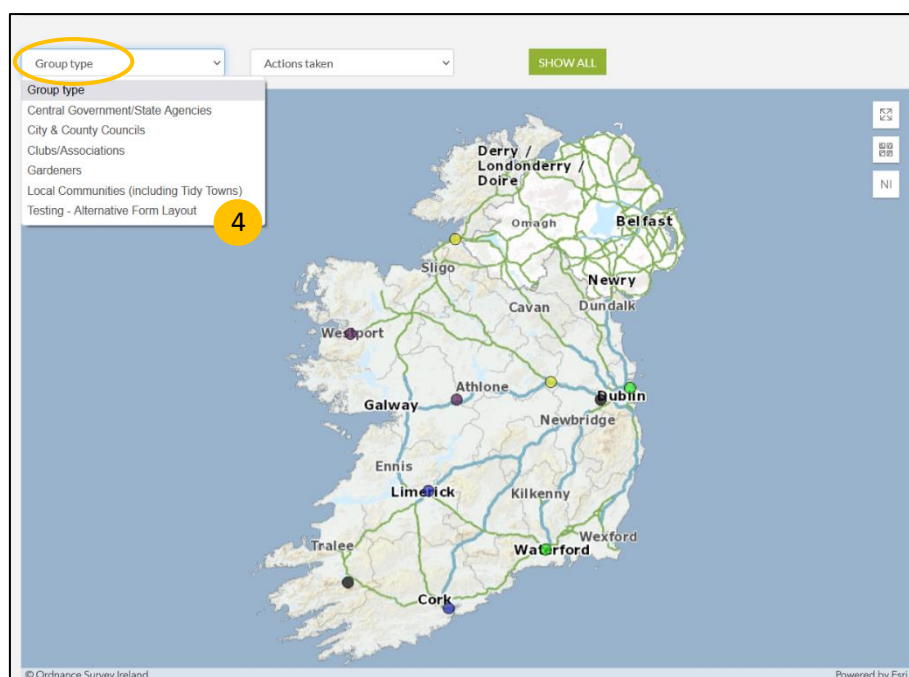 Group type
Actions taken
SHOW ALL
Group type
Central Government/State Agencies
City & County Councils
Clubs/Associations
Gardeners
Local Communities (including Tidy Towns)
Testing - Alternative Form Layout
4
NI
Derry /
Londonderry /
Doire
Omagh
Belfast
Sligo
Newry
Cavan
Dundalk
Westport
Athlone
Galway
Dublin
Newbridge
Ennis
Limerick
Kilkenny
Tralee
Wexford
Waterford
Cork
© Ordnance Survey Ireland
Powered by Esri